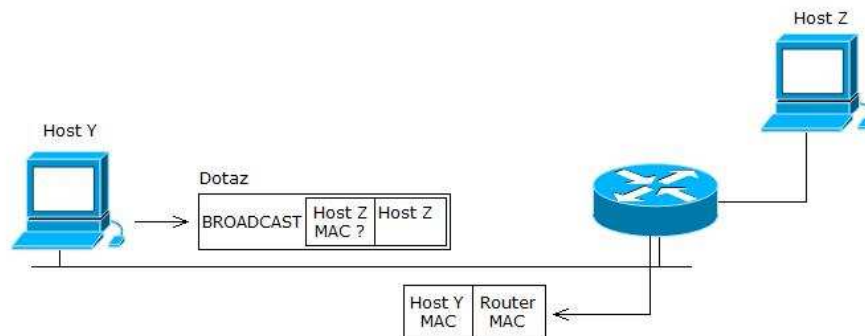 Host Z
Host Y
Dotaz
BROADCAST
Host Z
MAC ?
Host Z
Host Y
MAC
Router
MAC